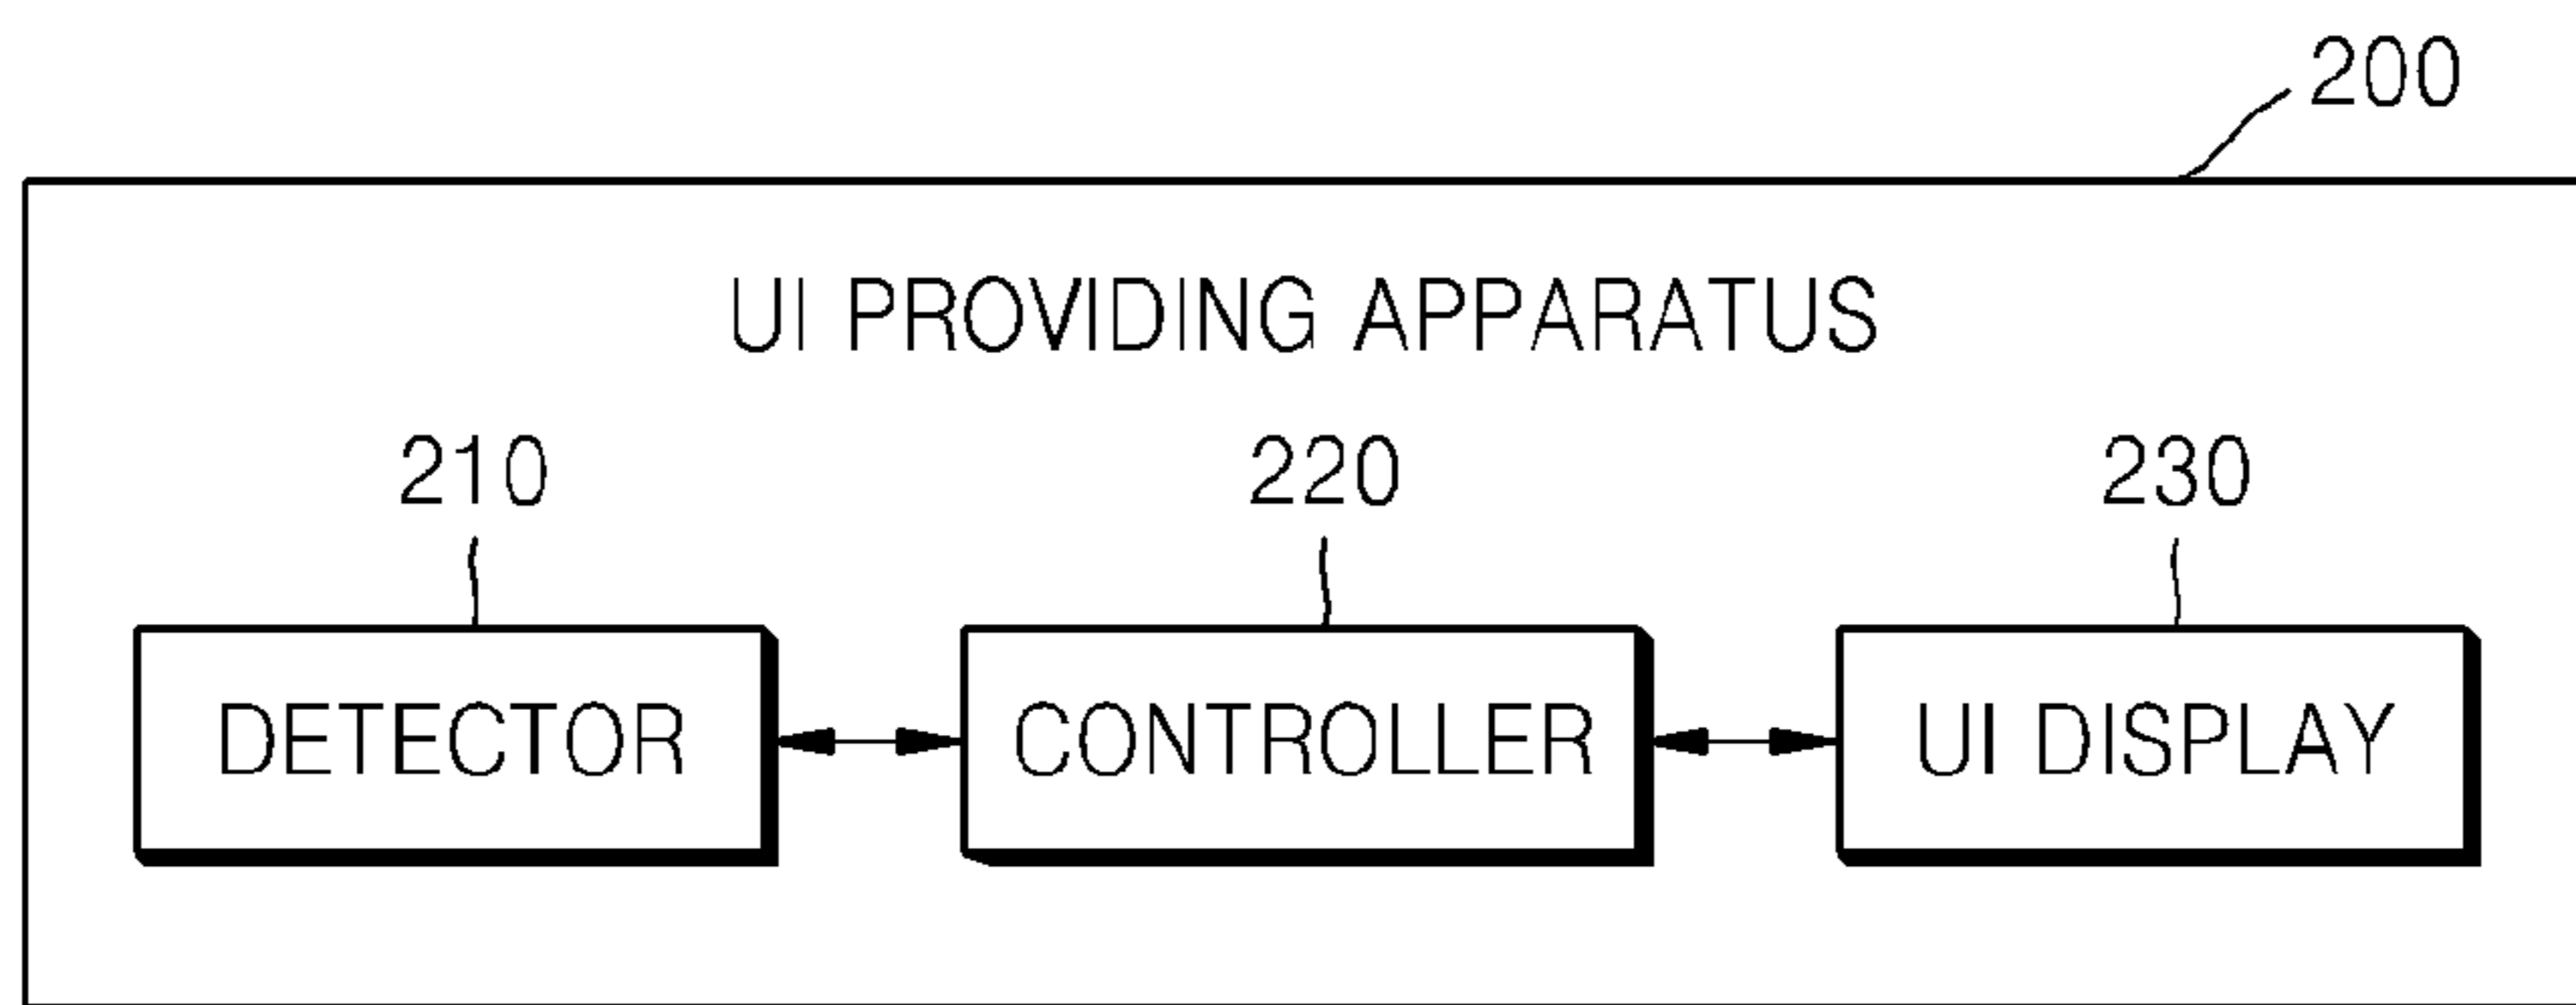 200
UI PROVIDING APPARATUS
210 220 230
DETECTOR CONTROLLER UI DISPLAY